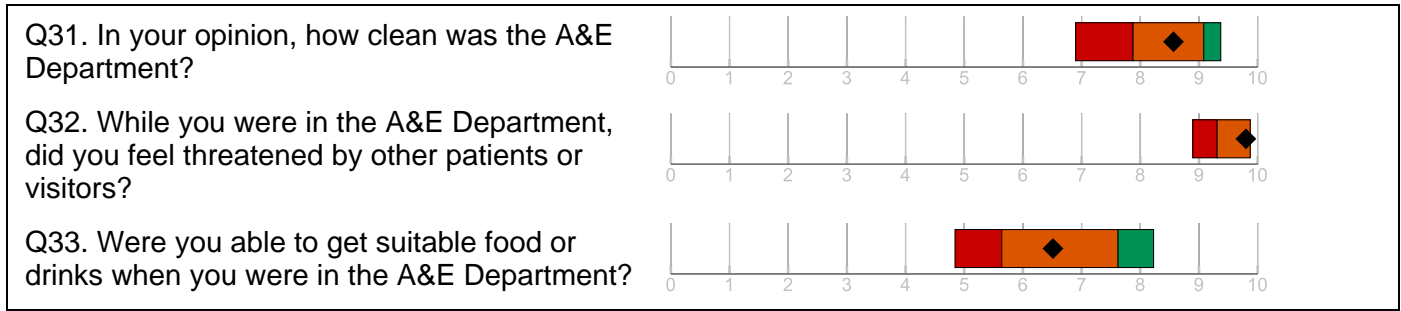 Q31. In your opinion, how clean was the A&E
Department?
0 1 2 3 4 5 6 7 8 9 10
Q32. While you were in the A&E Department,
did you feel threatened by other patients or
visitors?
0 1 2 3 4 5 6 7 8 9 10
Q33. Were you able to get suitable food or
drinks when you were in the A&E Department?
0 1 2 3 4 5 6 7 8 9 10